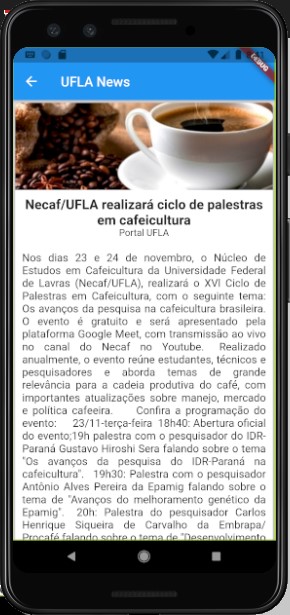 DEBUG
UFLA News
Necaf/UFLA realizará ciclo de palestras
em cafeicultura
Portal UFLA
Nos dias 23 e 24 de novembro, o Núcleo de
Estudos em Cafeicultura da Universidade Federal
de Lavras (Necaf/UFLA), realizará o XVI Ciclo de
Palestras em Cafeicultura, com o seguinte tema:
Os avanços da pesquisa na cafeicultura brasileira.
O evento é gratuito e será apresentado pela
plataforma Google Meet, com transmissão ao vivo
no canal do Necaf no Youtube. Realizado
anualmente, o evento reúne estudantes, técnicos e
pesquisadores e aborda temas de grande
relevância para a cadeia produtiva do café, com
importantes atualizações sobre manejo, mercado
e política cafeeira. Confira a programação do
evento: 23/11-terça-feira 18h40: Abertura oficial
do evento;19h palestra com o pesquisador do IDR-
Paraná Gustavo Hiroshi Sera falando sobre o tema
"Os avanços da pesquisa do IDR-Paraná na
cafeicultura". 19h30: Palestra com o pesquisador
Antônio Alves Pereira da Epamig falando sobre o
tema de "Avanços do melhoramento genético da
Epamig". 20h: Palestra do pesquisador Carlos
Henrique Siqueira de Carvalho da Embrapa/
Procafé falando sobre o tema de "Desenvolvimento